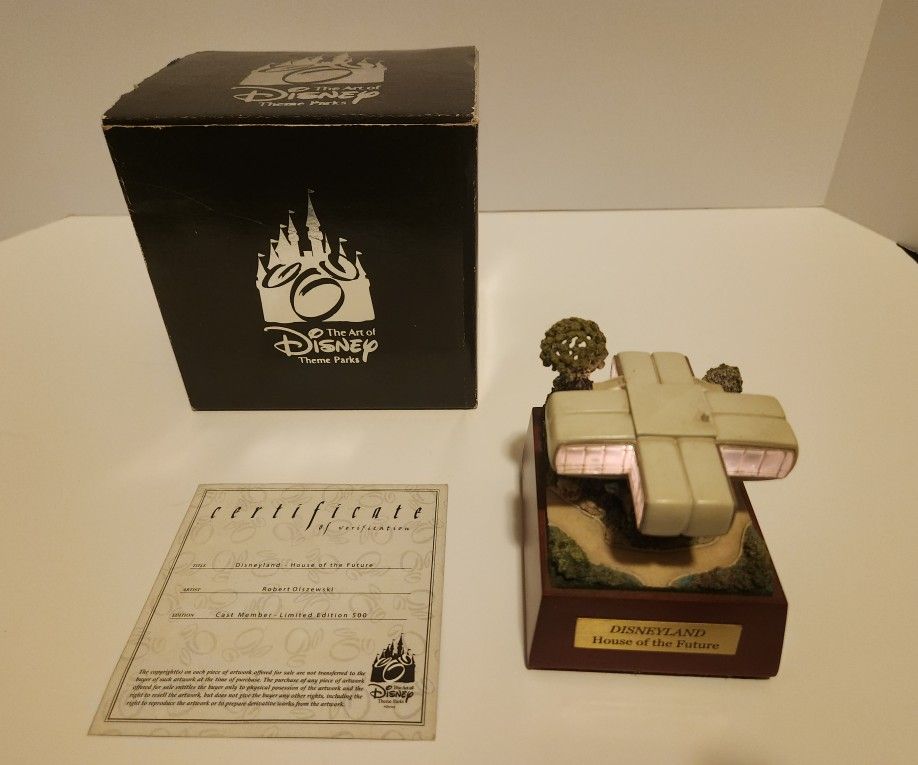 The Art of
DISNEY
Theme Parks
The Art of
DISNEY
Theme Parks
certificate
of verification
TITLE Disneyland - House of the Future
ARTIST Robert Olszewski
EDITION Cast Member - Limited Edition 500
The copyright(s) on each piece of artwork offered for sale are not transferred to the
buyer of such artwork at the time of purchase. The purchase of any piece of artwork
offered for sale entitles the buyer only to physical possession of the artwork and the
right to resell the artwork, but does not give the buyer any other rights, including the
right to reproduce the artwork or to prepare derivative works from the artwork.
The Art of
DISNEY
Theme Parks
DISNEYLAND
House of the Future